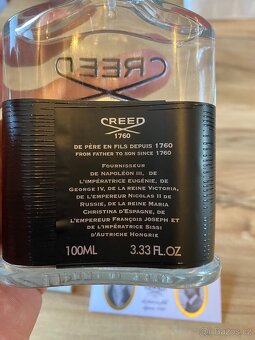 CREED
CREED
1760
DE PÈRE EN FILS DEPUIS 1760
FROM FATHER TO SON SINCE 1760
FOURNISSEUR
DE NAPOLÉON III, DE
L'IMPÉRATRICE EUGÉNIE, DE
GEORGE IV, DE LA REINE VICTORIA,
DE L'EMPEREUR NICOLAS II DE
RUSSIE, DE LA REINE MARIA
CHRISTINA D'ESPAGNE, DE
L'EMPEREUR FRANÇOIS JOSEPH ET
DE L'IMPÉRATRICE SISSI
D'AUTRICHE HONGRIE
100ML 3.33 FL.OZ